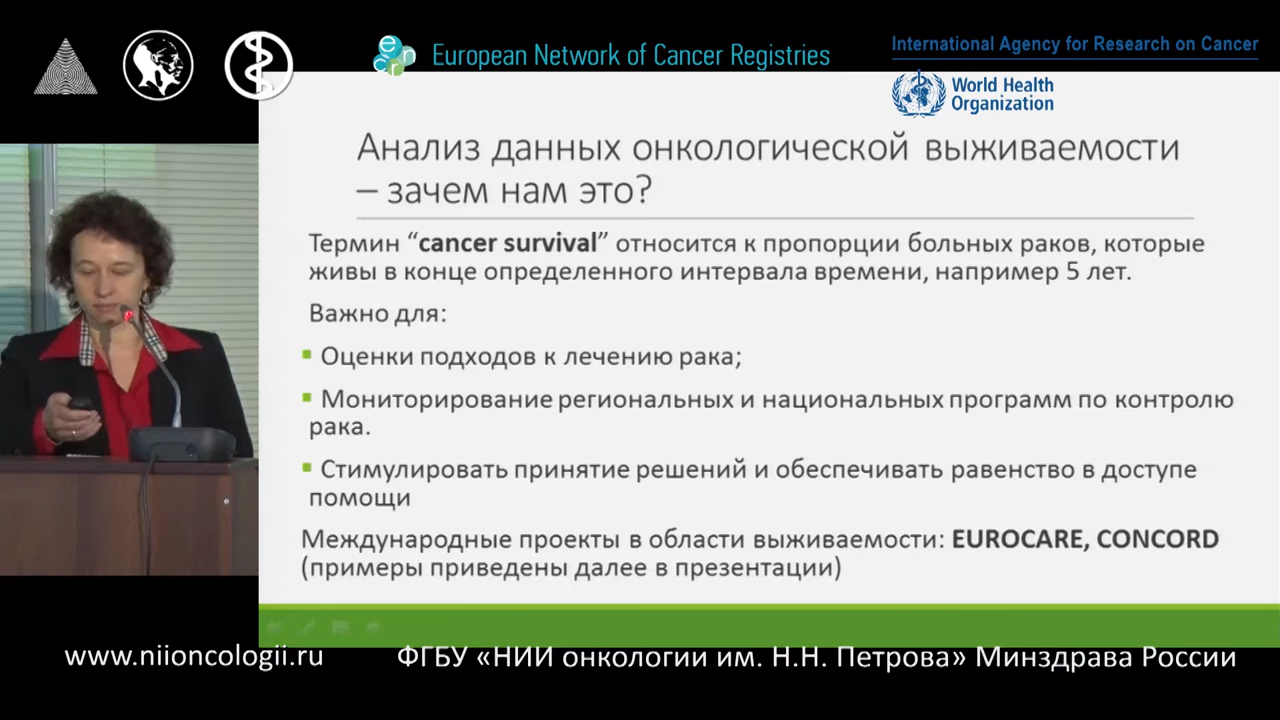 European Network of Cancer Registries
International Agency for Research on Cancer
World Health
Organization
Анализ данных онкологической выживаемости
– зачем нам это?
Термин “cancer survival” относится к пропорции больных раков, которые
живы в конце определенного интервала времени, например 5 лет.
Важно для:
Оценки подходов к лечению рака;
Мониторирование региональных и национальных программ по контролю
рака.
Стимулировать принятие решений и обеспечивать равенство в доступе
помощи
Международные проекты в области выживаемости: EUROCARE, CONCORD
(примеры приведены далее в презентации)
www.niioncologii.ru
ФГБУ «НИИ онкологии им. Н.Н. Петрова» Минздрава России